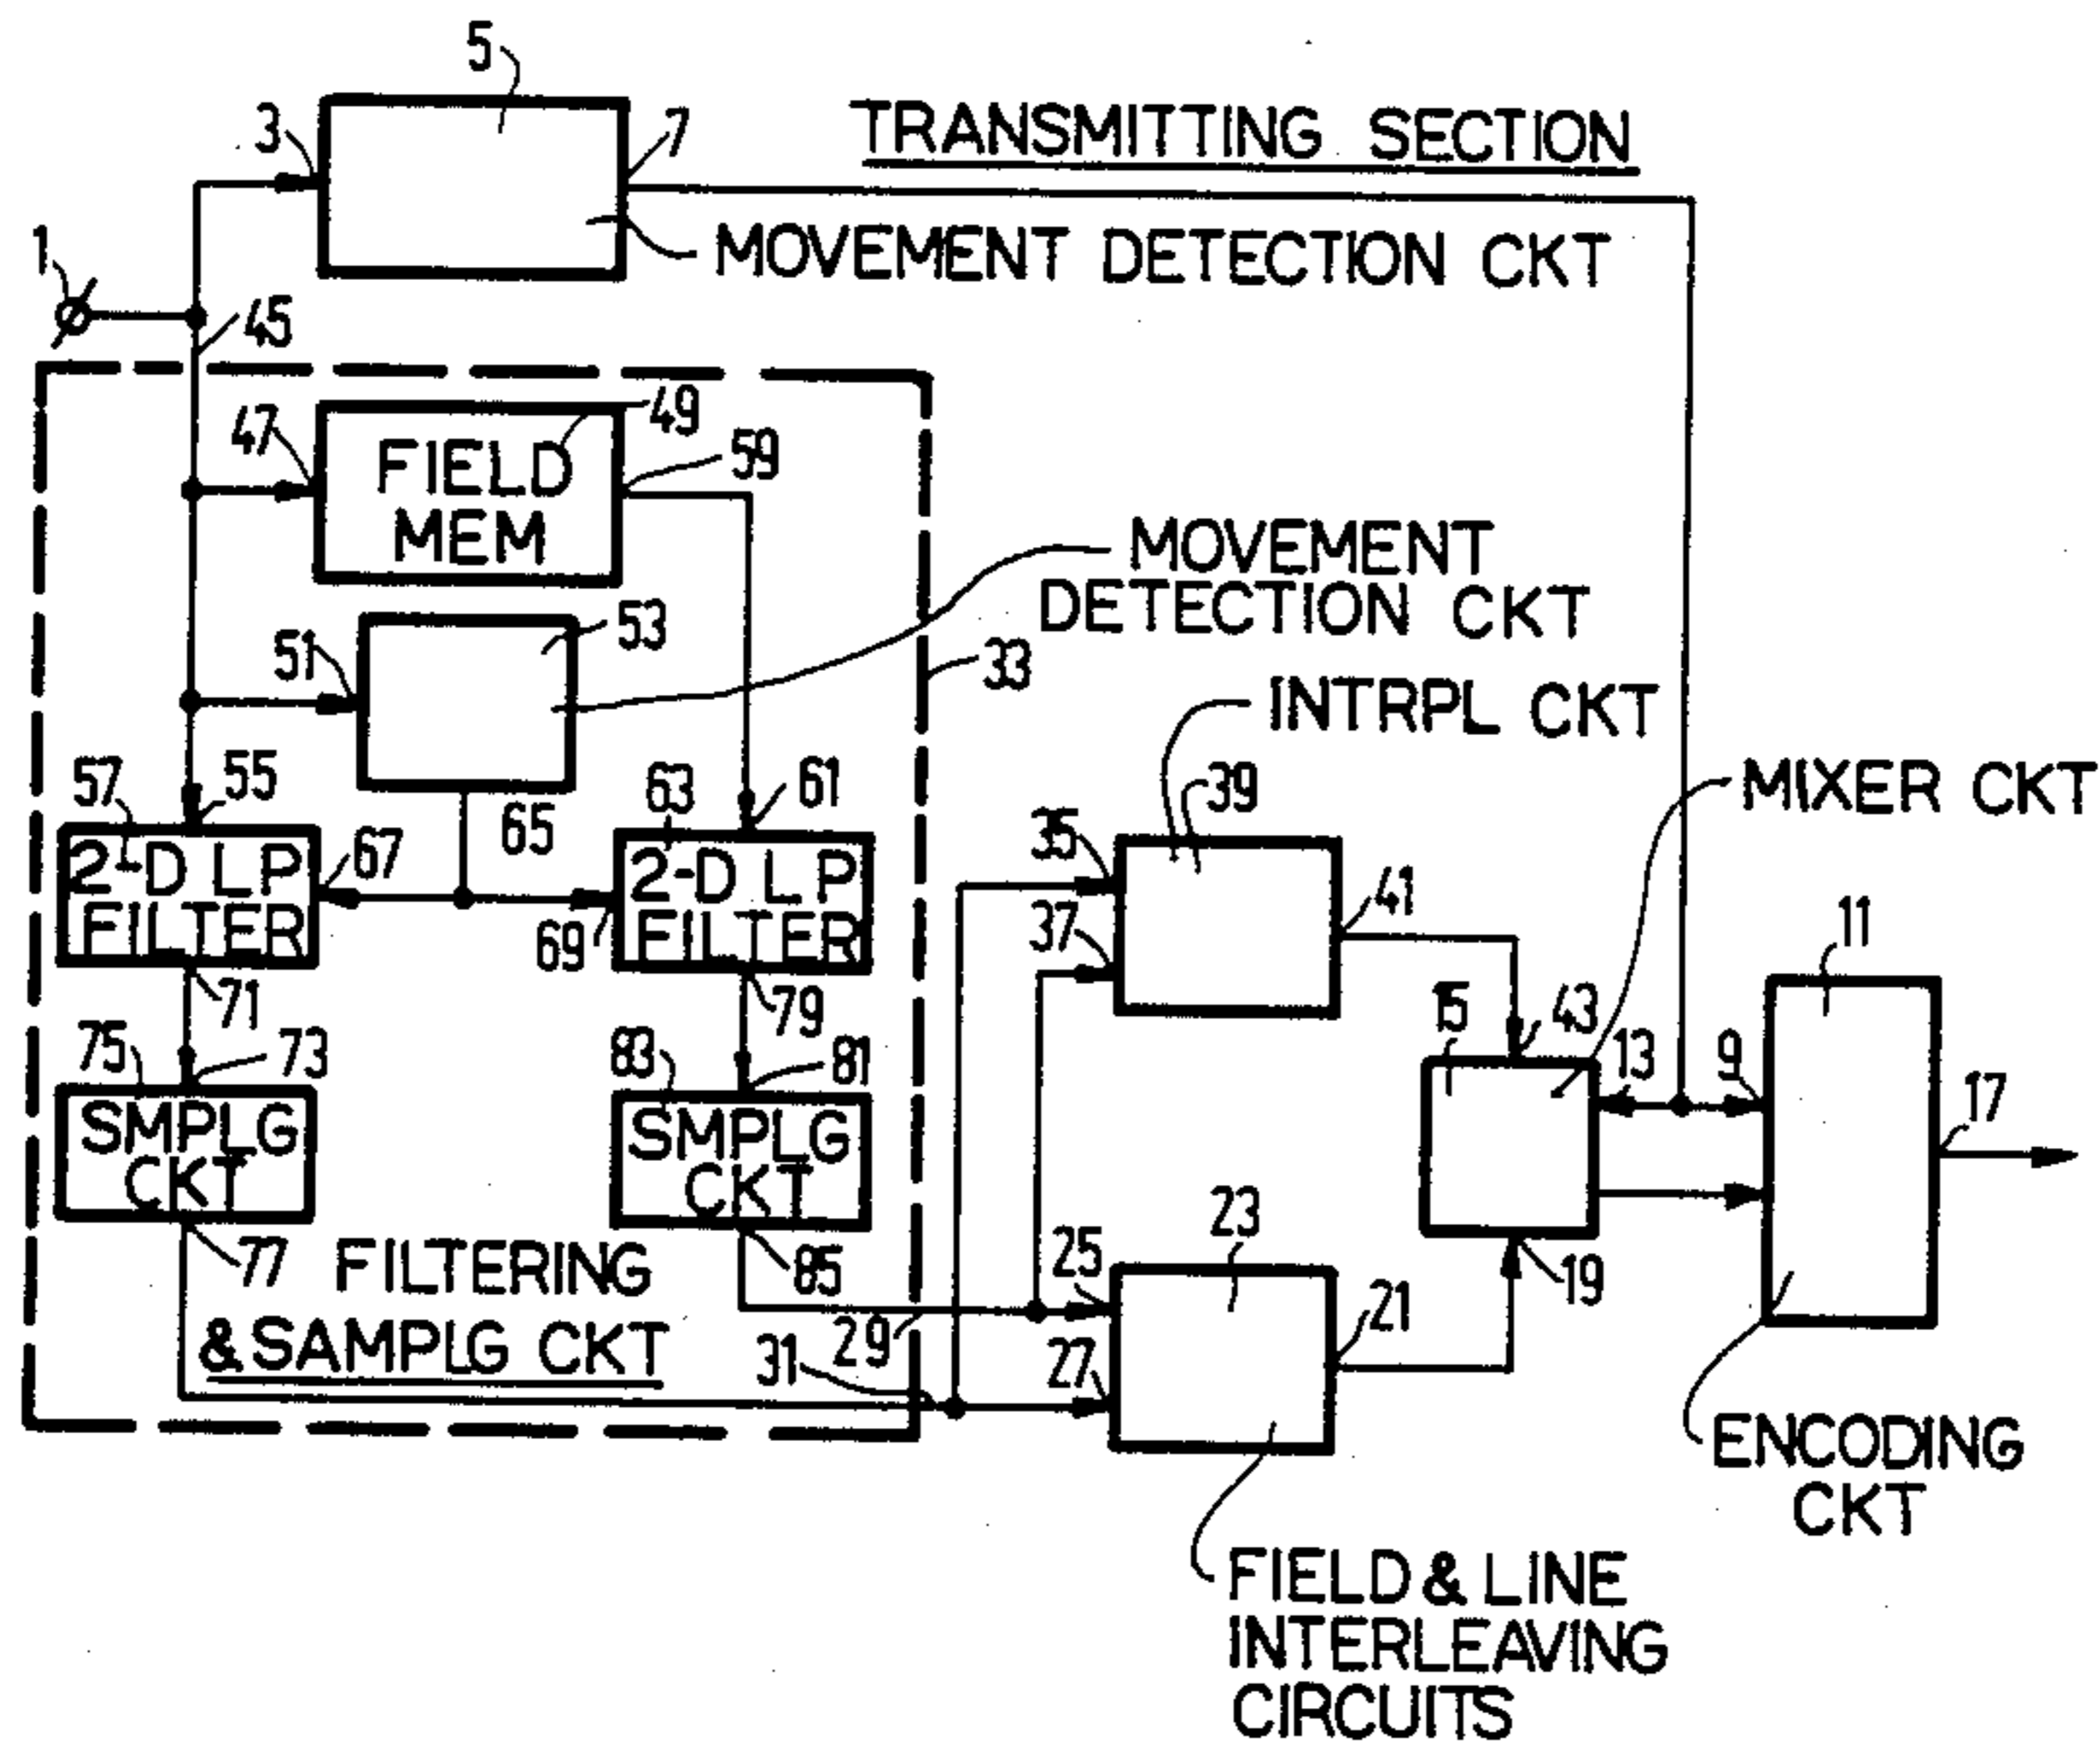 5
3
7
TRANSMITTING SECTION
1
MOVEMENT DETECTION CKT
45
47
49
FIELD
MEM
59
MOVEMENT
DETECTION CKT
53
51
33
INTRPL CKT
57
55
65
63
61
39
MIXER CKT
2-D LP
FILTER
67
69
2-D LP
FILTER
35
37
41
11
71
79
15
43
13
9
75
73
83
81
17
SMPLG
CKT
SMPLG
CKT
77
85
FILTERING
& SAMPLG CKT
25
23
21
19
29
31
27
ENCODING
CKT
FIELD & LINE
INTERLEAVING
CIRCUITS